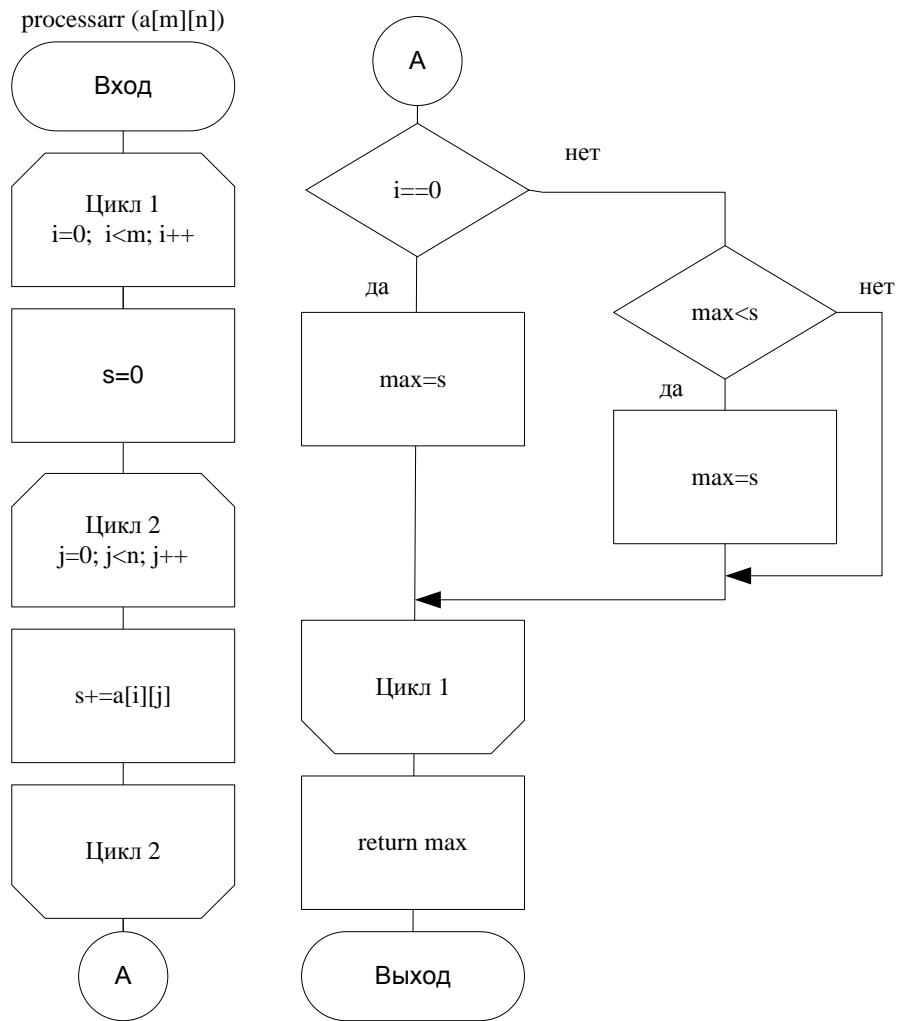 processarr (a[m][n])
Вход
Цикл 1
i=0; i<m; i++
s=0
Цикл 2
j=0; j<n; j++
s+=a[i][j]
Цикл 2
А
А
i==0
нет
да
max=s
max<s
нет
да
max=s
Цикл 1
return max
Выход